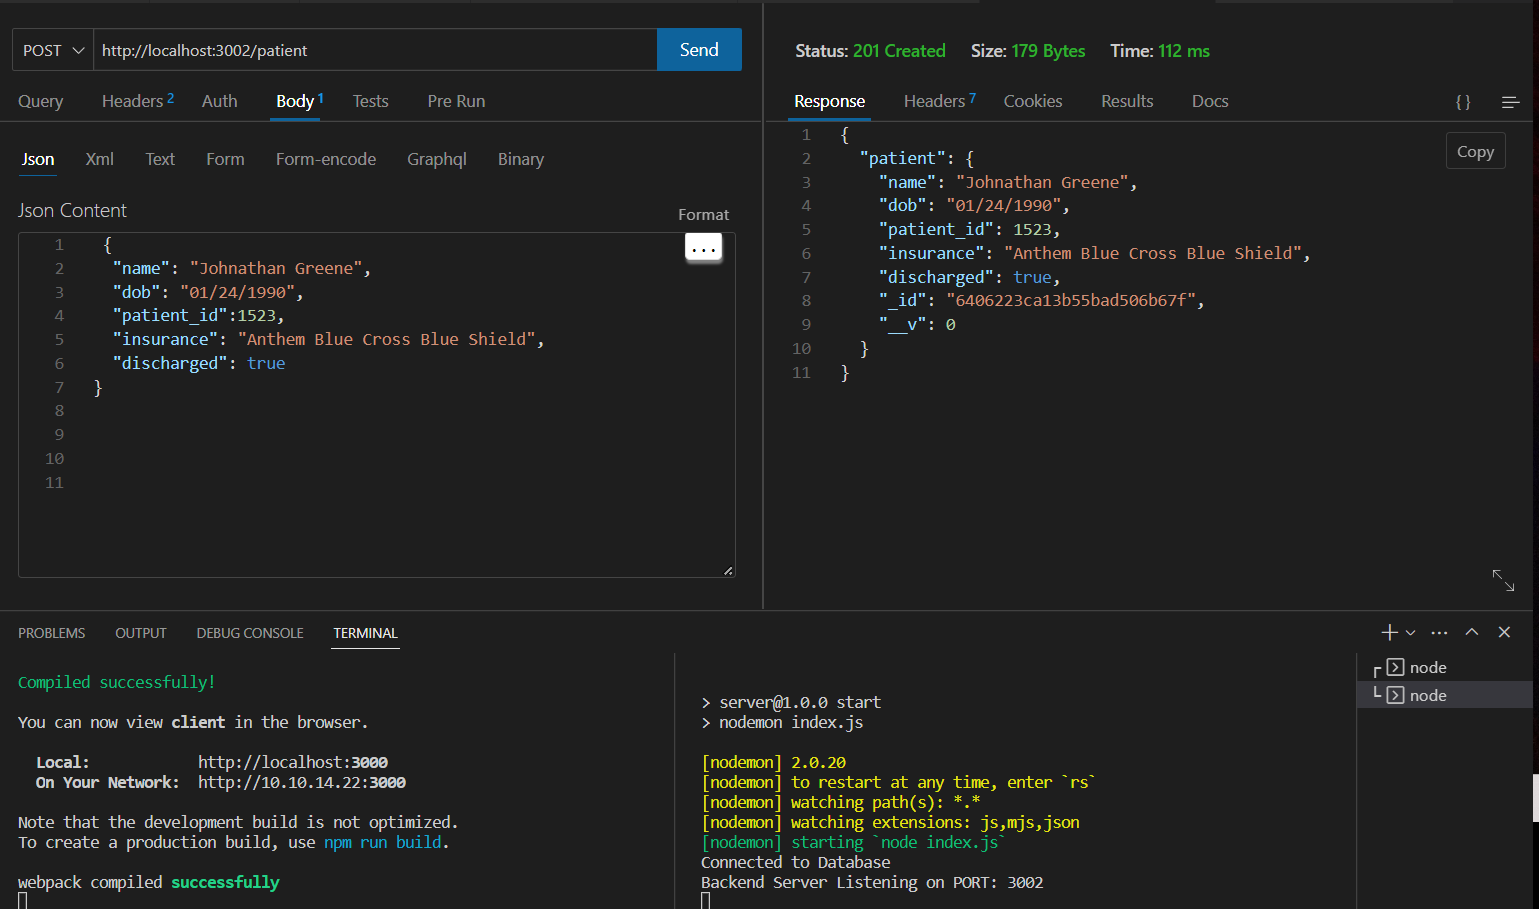 POST http://localhost:3002/patient Send
Query Headers 2 Auth Body 1 Tests Pre Run
Json Xml Text Form Form-encode Graphql Binary
Json Content
Format
...
1 {
2 "name": "Johnathan Greene",
3 "dob": "01/24/1990",
4 "patient_id":1523,
5 "insurance": "Anthem Blue Cross Blue Shield",
6 "discharged": true
7 }
8
9
10
11
Status: 201 Created Size: 179 Bytes Time: 112 ms
Response Headers 7 Cookies Results Docs { }
Copy
1 {
2 "patient": {
3 "name": "Johnathan Greene",
4 "dob": "01/24/1990",
5 "patient_id": 1523,
6 "insurance": "Anthem Blue Cross Blue Shield",
7 "discharged": true,
8 "_id": "6406223ca13b55bad506b67f",
9 "__v": 0
10 }
11 }
PROBLEMS OUTPUT DEBUG CONSOLE TERMINAL
Compiled successfully!
You can now view client in the browser.
Local: http://localhost:3000
On Your Network: http://10.10.14.22:3000
Note that the development build is not optimized.
To create a production build, use npm run build.
webpack compiled successfully
> server@1.0.0 start
> nodemon index.js
[nodemon] 2.0.20
[nodemon] to restart at any time, enter `rs`
[nodemon] watching path(s): *.*
[nodemon] watching extensions: js,mjs,json
[nodemon] starting `node index.js`
Connected to Database
Backend Server Listening on PORT: 3002
node
node